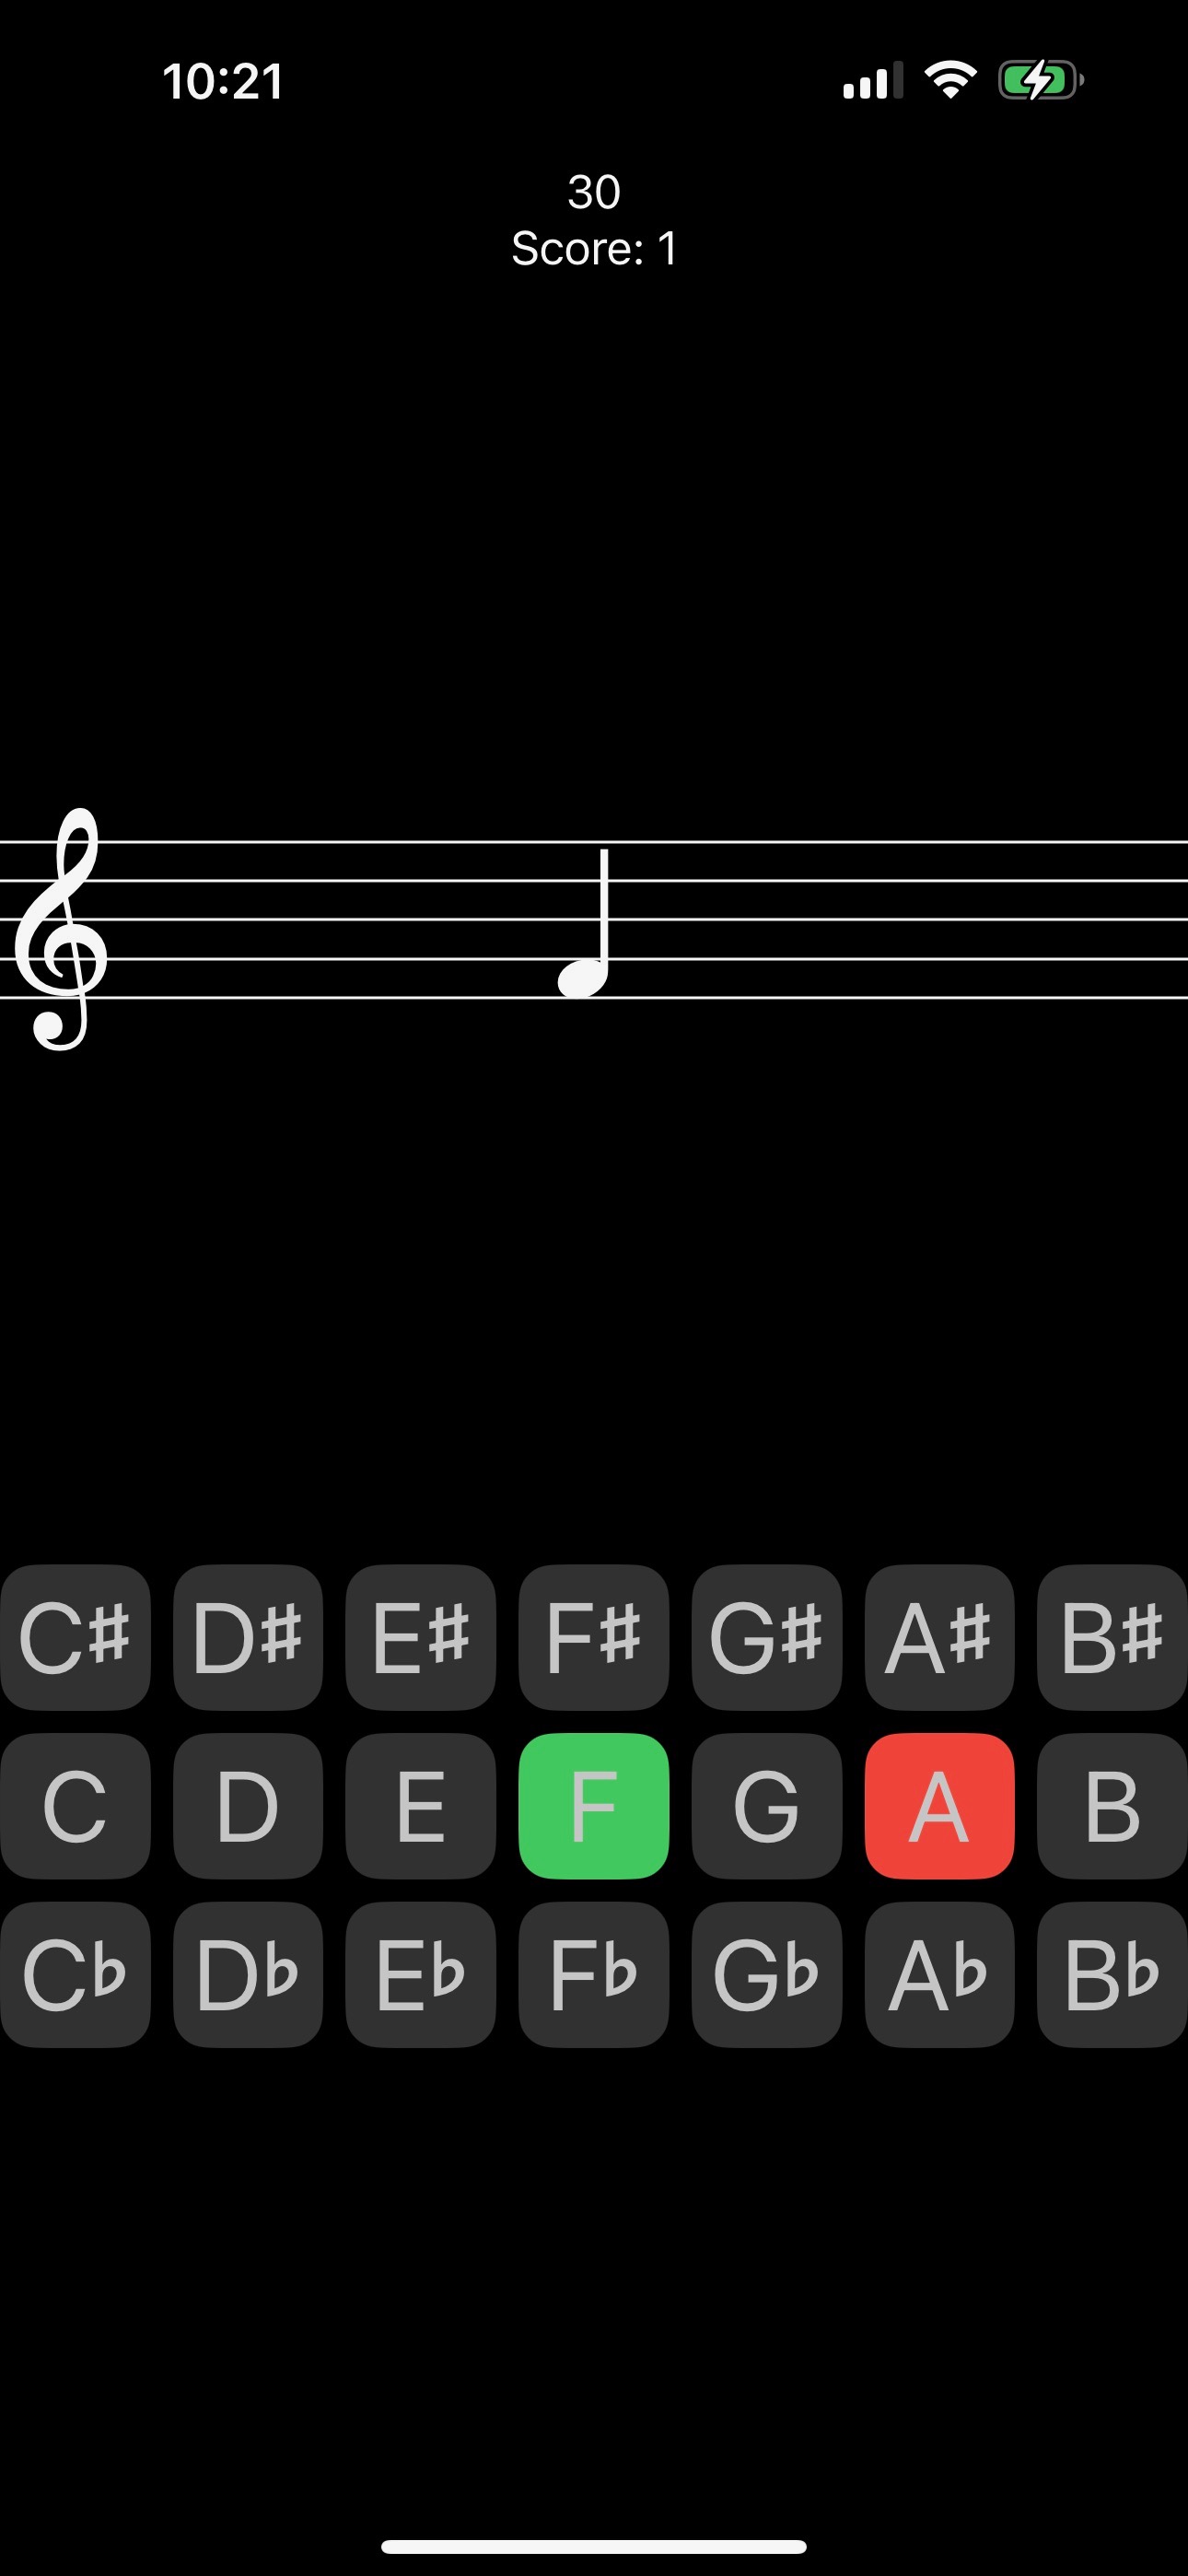 10:21
30
Score: 1
C♯ D♯ E♯ F♯ G♯ A♯ B♯
C D E F G A B
C♭ D♭ E♭ F♭ G♭ A♭ B♭